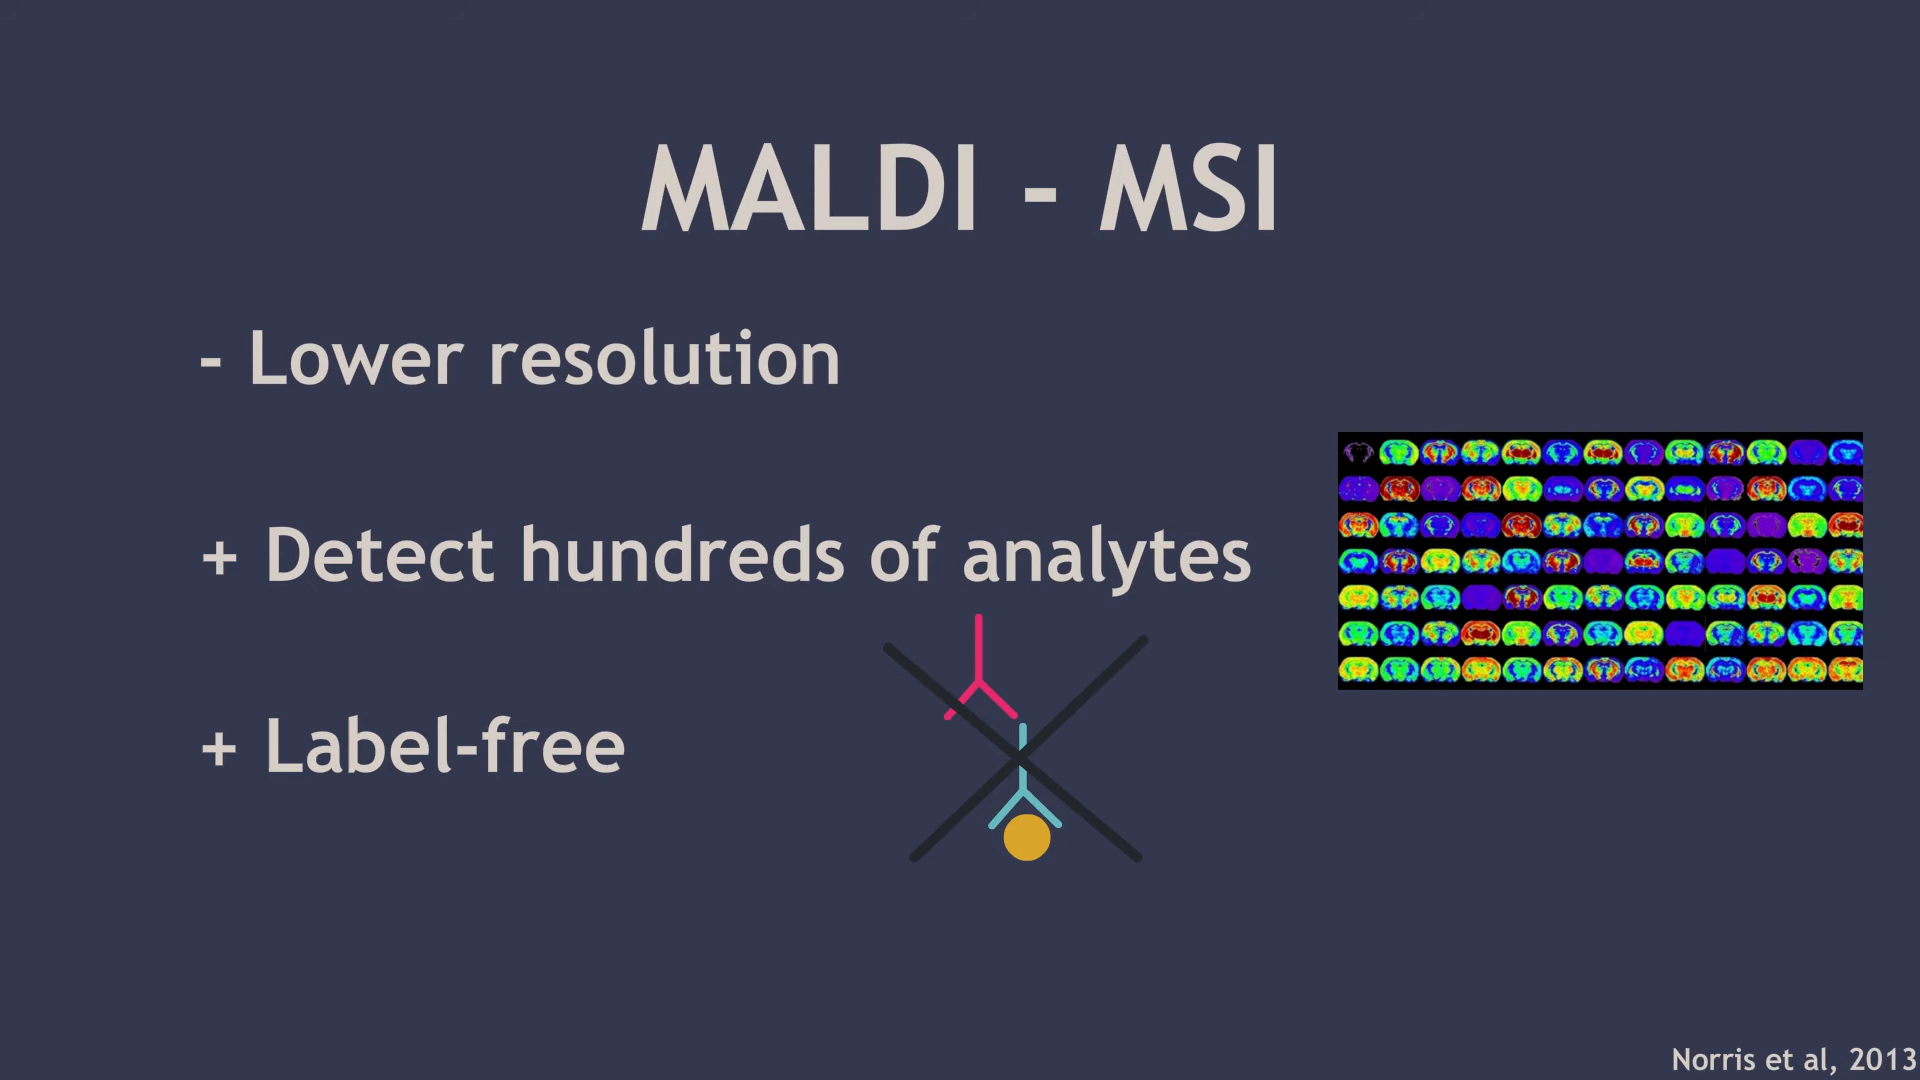 MALDI - MSI
- Lower resolution
+ Detect hundreds of analytes
+ Label-free
Norris et al, 2013